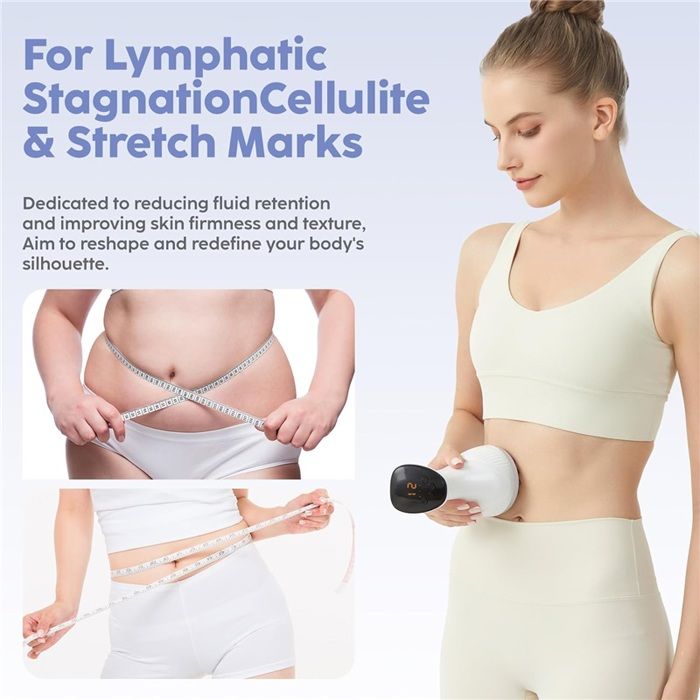 For Lymphatic
StagnationCellulite
& Stretch Marks
Dedicated to reducing fluid retention
and improving skin firmness and texture,
Aim to reshape and redefine your body's
silhouette.